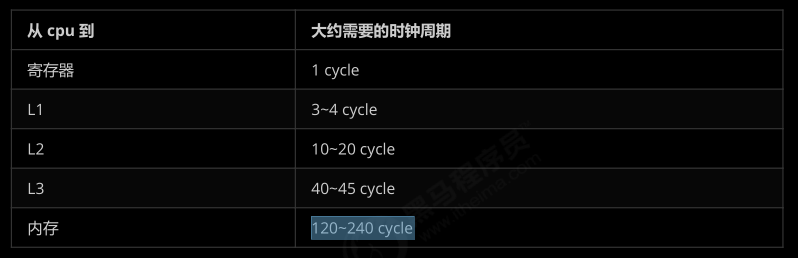 从 cpu 到 大约需要的时钟周期
寄存器 1 cycle
L1 3~4 cycle
L2 10~20 cycle
L3 40~45 cycle
内存 120~240 cycle
黑马程序员
www.itheima.com